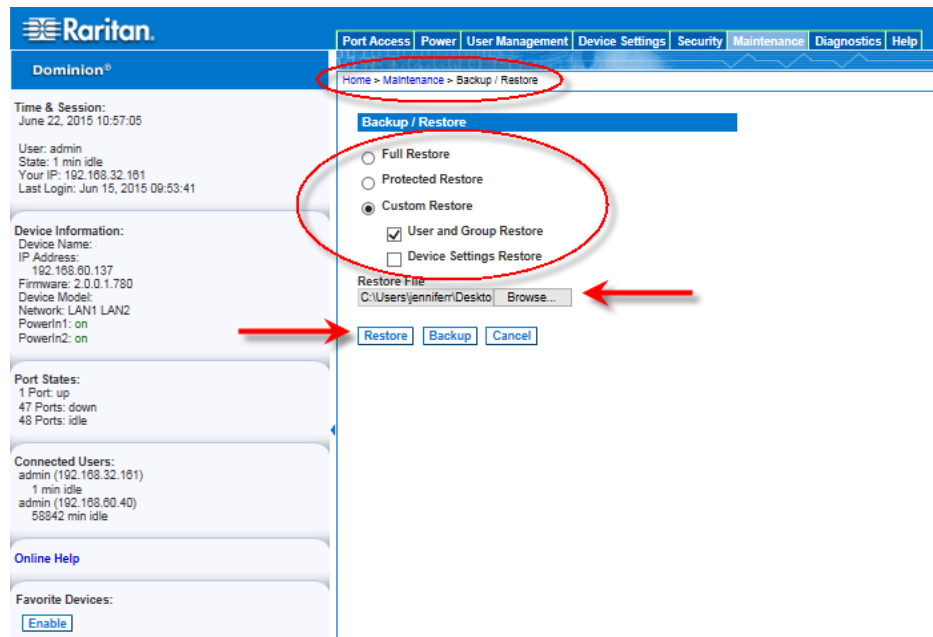 Raritan.
Dominion®
Port Access Power User Management Device Settings Security Maintenance Diagnostics Help
Home > Maintenance > Backup / Restore
Time & Session:
June 22, 2015 10:57:05
User: admin
State: 1 min idle
Your IP: 192.168.32.161
Last Login: Jun 15, 2015 09:53:41
Device Information:
Device Name:
IP Address:
192.168.60.137
Firmware: 2.0.0.1.780
Device Model:
Network: LAN1 LAN2
PowerIn1: on
PowerIn2: on
Port States:
1 Port: up
47 Ports: down
48 Ports: idle
Connected Users:
admin (192.168.32.161)
1 min idle
admin (192.168.60.40)
58842 min idle
Online Help
Favorite Devices:
Enable
Backup / Restore
Full Restore
Protected Restore
Custom Restore
User and Group Restore
Device Settings Restore
Restore File
C:\Users\jenniferr\Deskto Browse...
Restore Backup Cancel